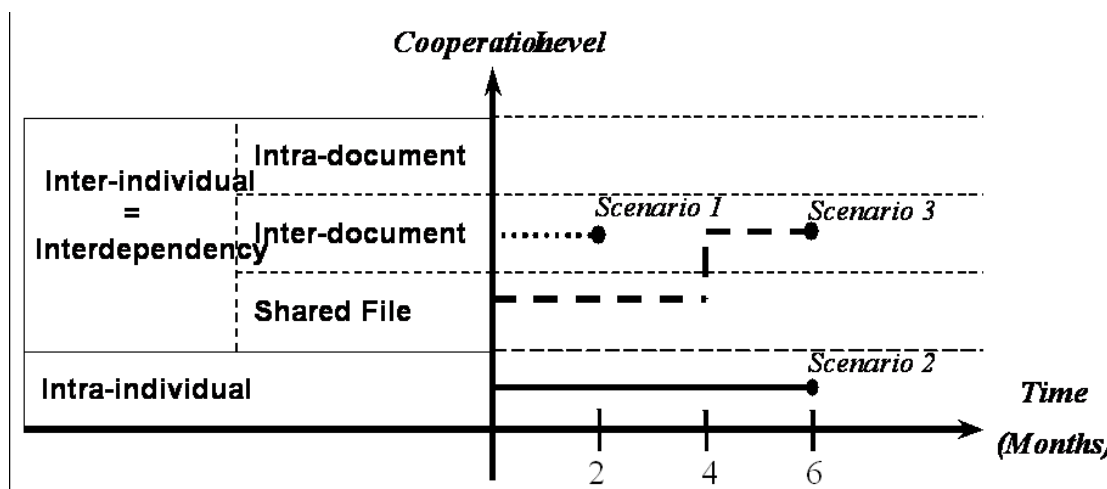 Cooperation Level
Intra-document
Inter-individual
=
Interdependency
Inter-document
Scenario 1
Scenario 3
Shared File
Scenario 2
Intra-individual
Time
(Months)
2 4 6